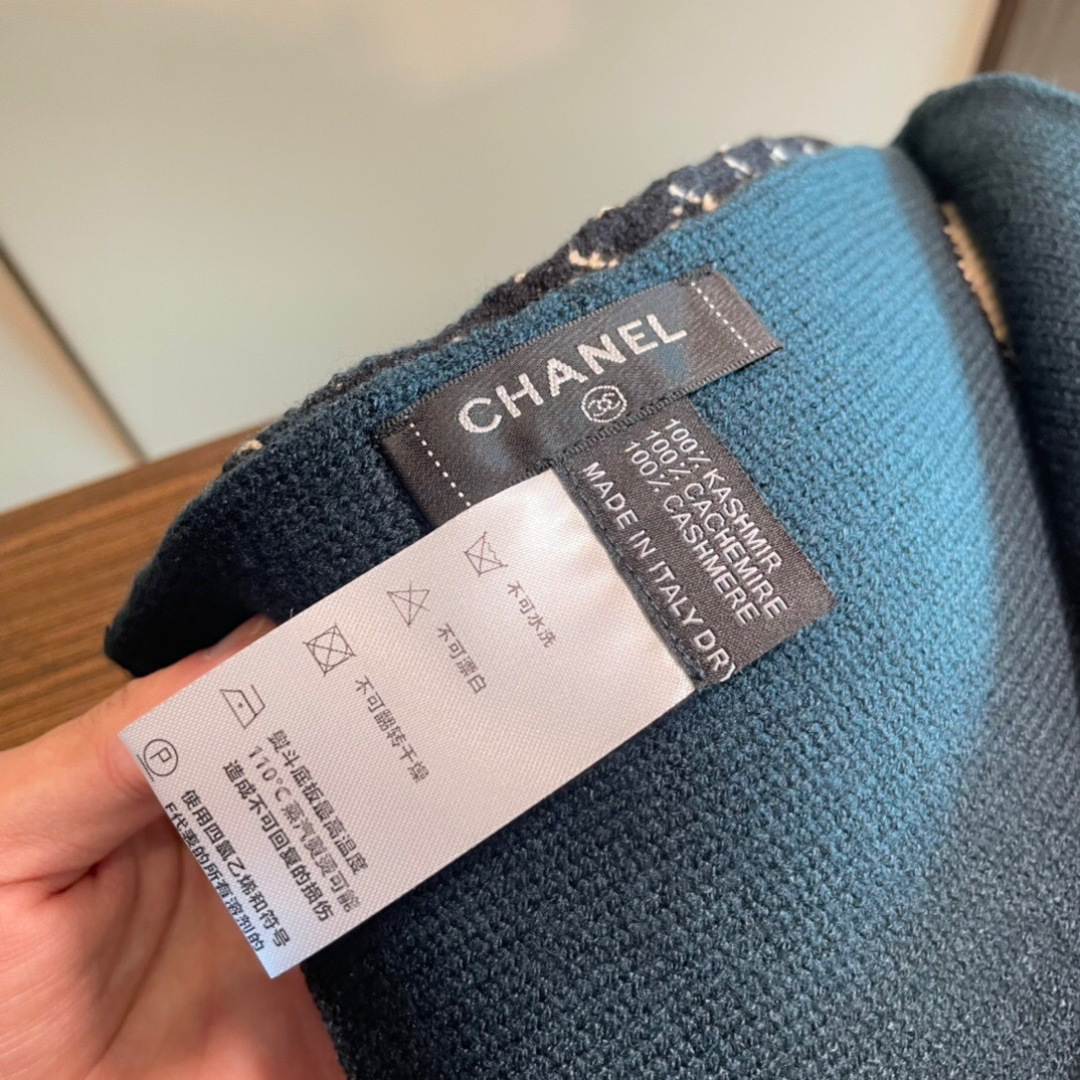 CHANEL
100% KASHMIR
100% CACHEMIRE
100% CASHMERE
MADE IN ITALY DRY
不可水洗
不可漂白
不可翻转干燥
熨斗底板最高温度
110°C蒸汽熨烫可能
造成不可回复的损伤
P
使用四氯乙烯和符号
F代表的所有溶剂的